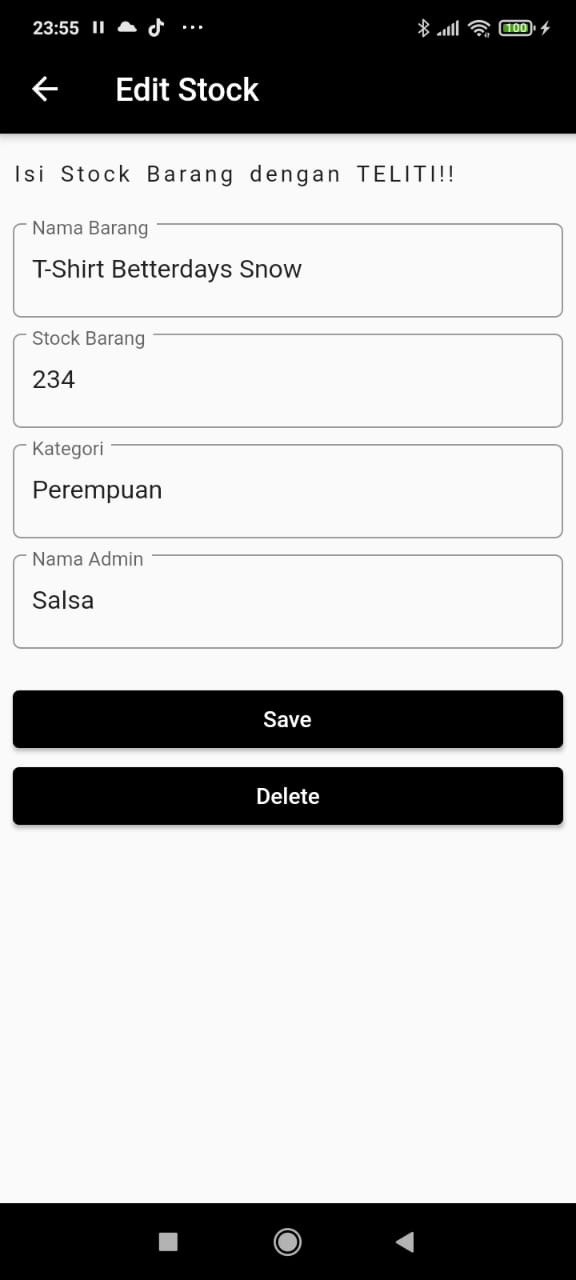 23:55
100
Edit Stock
Isi Stock Barang dengan TELITI!!
Nama Barang
T-Shirt Betterdays Snow
Stock Barang
234
Kategori
Perempuan
Nama Admin
Salsa
Save
Delete